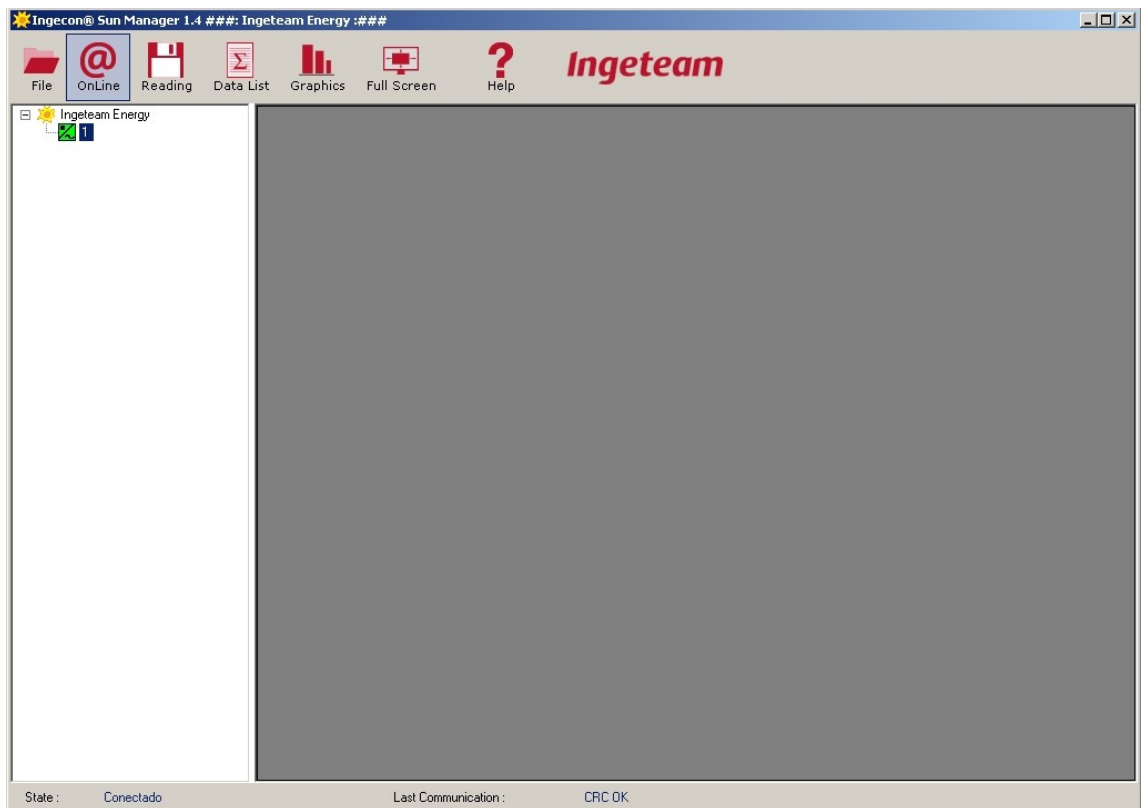 Ingecon® Sun Manager 1.4 ###: Ingeteam Energy :###
File OnLine Reading Data List Graphics Full Screen Help Ingeteam
Ingeteam Energy
1
State : Conectado Last Communication : CRC OK